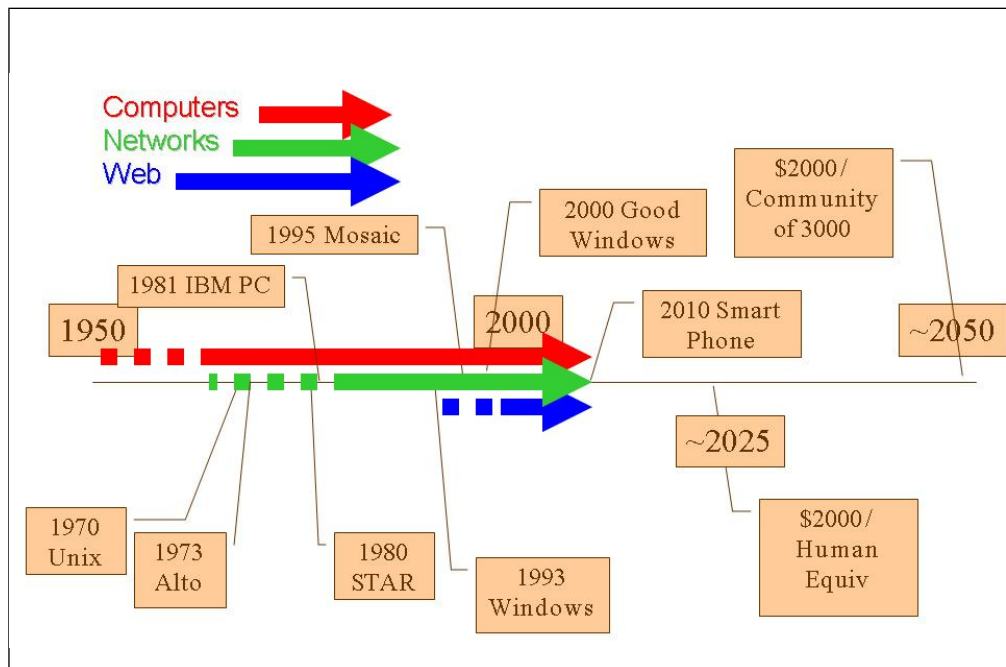 Computers
Networks
Web
$2000/
Community
of 3000
2000 Good
Windows
1995 Mosaic
1981 IBM PC
1950
2000
2010 Smart
Phone
~2050
~2025
1970
Unix
1973
Alto
1980
STAR
1993
Windows
$2000/
Human
Equiv